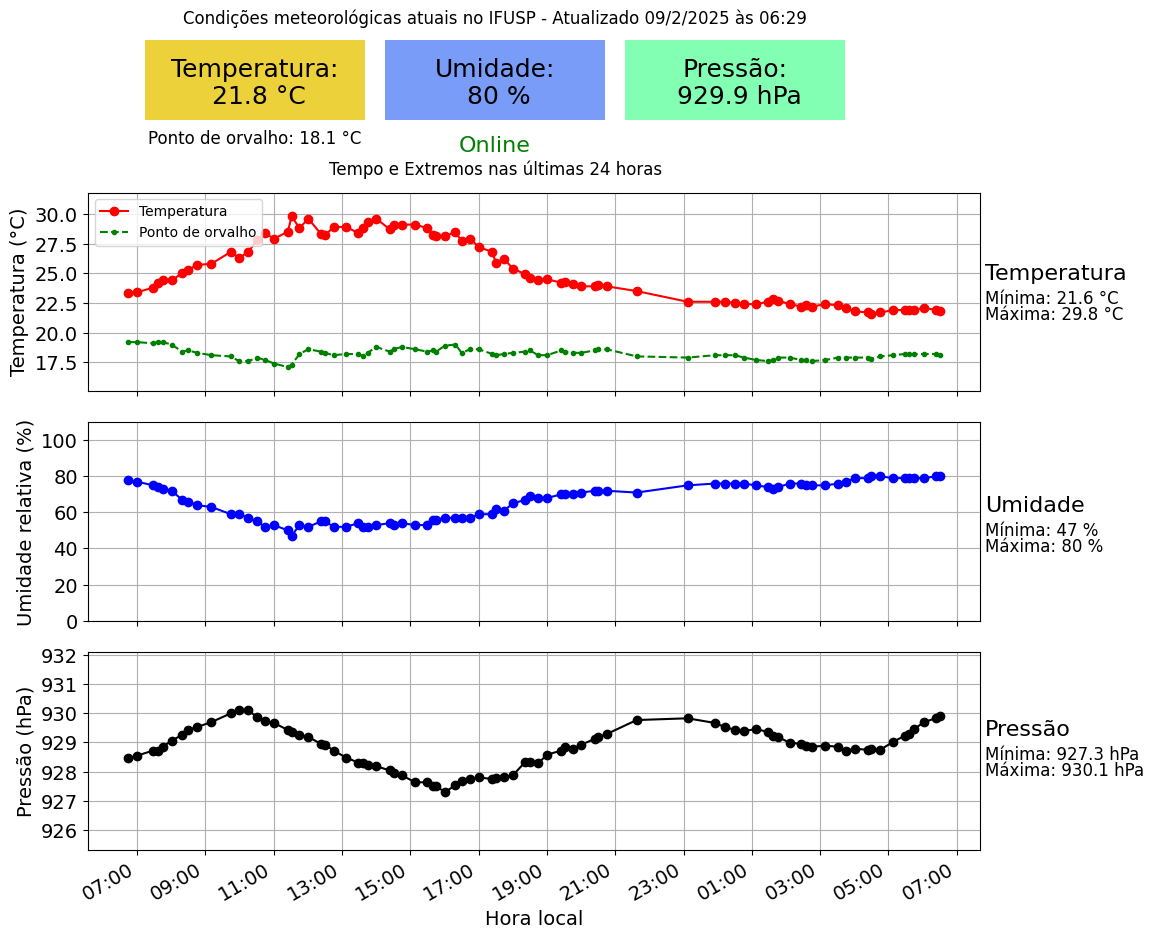 Condições meteorológicas atuais no IFUSP - Atualizado 09/2/2025 às 06:29
Temperatura:
21.8 °C
Umidade:
80 %
Pressão:
929.9 hPa
Ponto de orvalho: 18.1 °C
Online
Tempo e Extremos nas últimas 24 horas
Temperatura (°C)
30.0
27.5
25.0
22.5
20.0
17.5
Temperatura
Ponto de orvalho
Temperatura
Mínima: 21.6 °C
Máxima: 29.8 °C
Umidade relativa (%)
100
80
60
40
20
0
Umidade
Mínima: 47 %
Máxima: 80 %
Pressão (hPa)
932
931
930
929
928
927
926
Pressão
Mínima: 927.3 hPa
Máxima: 930.1 hPa
07:00 09:00 11:00 13:00 15:00 17:00 19:00 21:00 23:00 01:00 03:00 05:00 07:00
Hora local